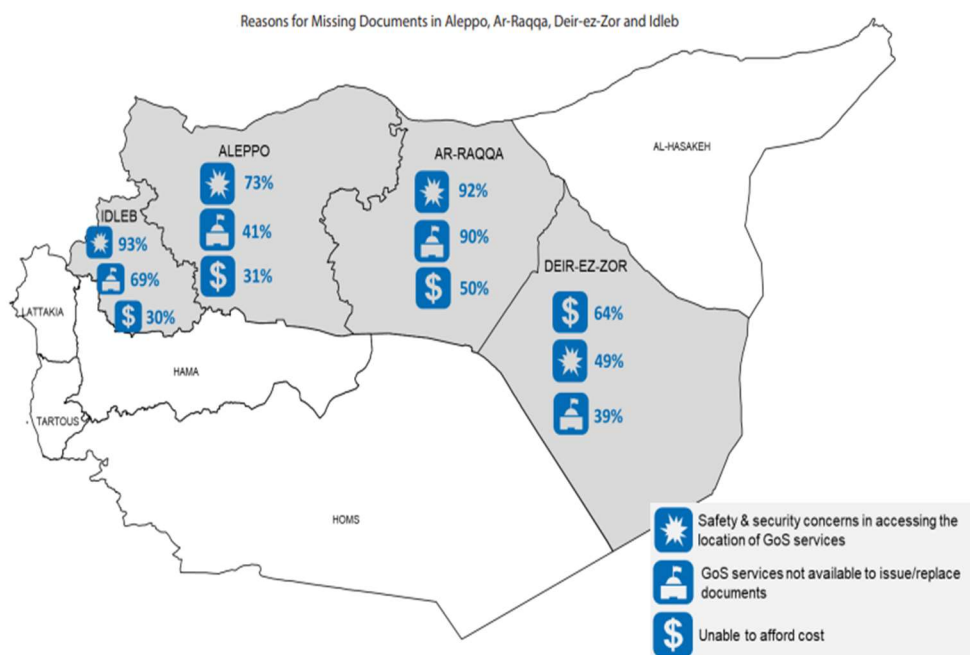 Reasons for Missing Documents in Aleppo, Ar-Raqqa, Deir-ez-Zor and Idleb
ALEPPO
73%
41%
$ 31%
AR-RAQQA
92%
90%
$ 50%
AL-HASAKEH
IDLEB
93%
69%
$ 30%
DEIR-EZ-ZOR
$ 64%
49%
39%
LATTAKIA
HAMA
TARTOUS
HOMS
Safety & security concerns in accessing the
location of GoS services
GoS services not available to issue/replace
documents
$ Unable to afford cost